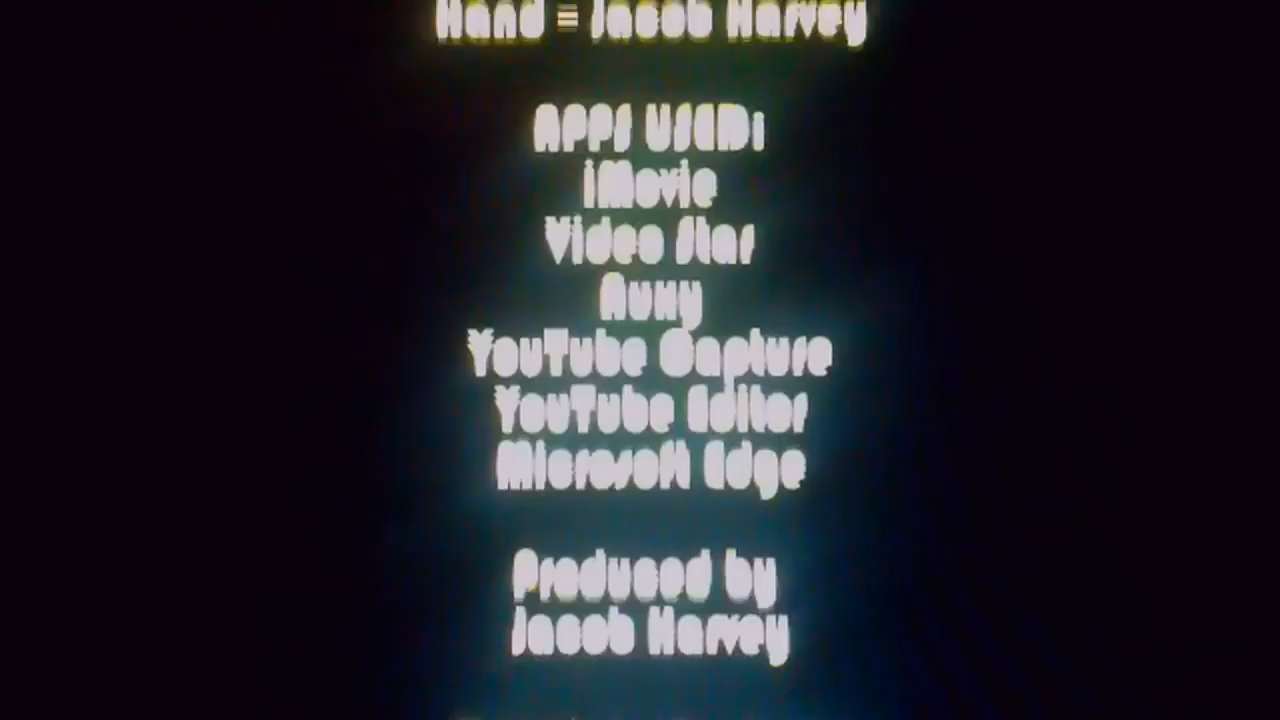 Hand = Jacob Harvey
APPS USED:
iMovie
Video Star
Auxy
YouTube Capture
YouTube Editor
Microsoft Edge
Produced by
Jacob Harvey